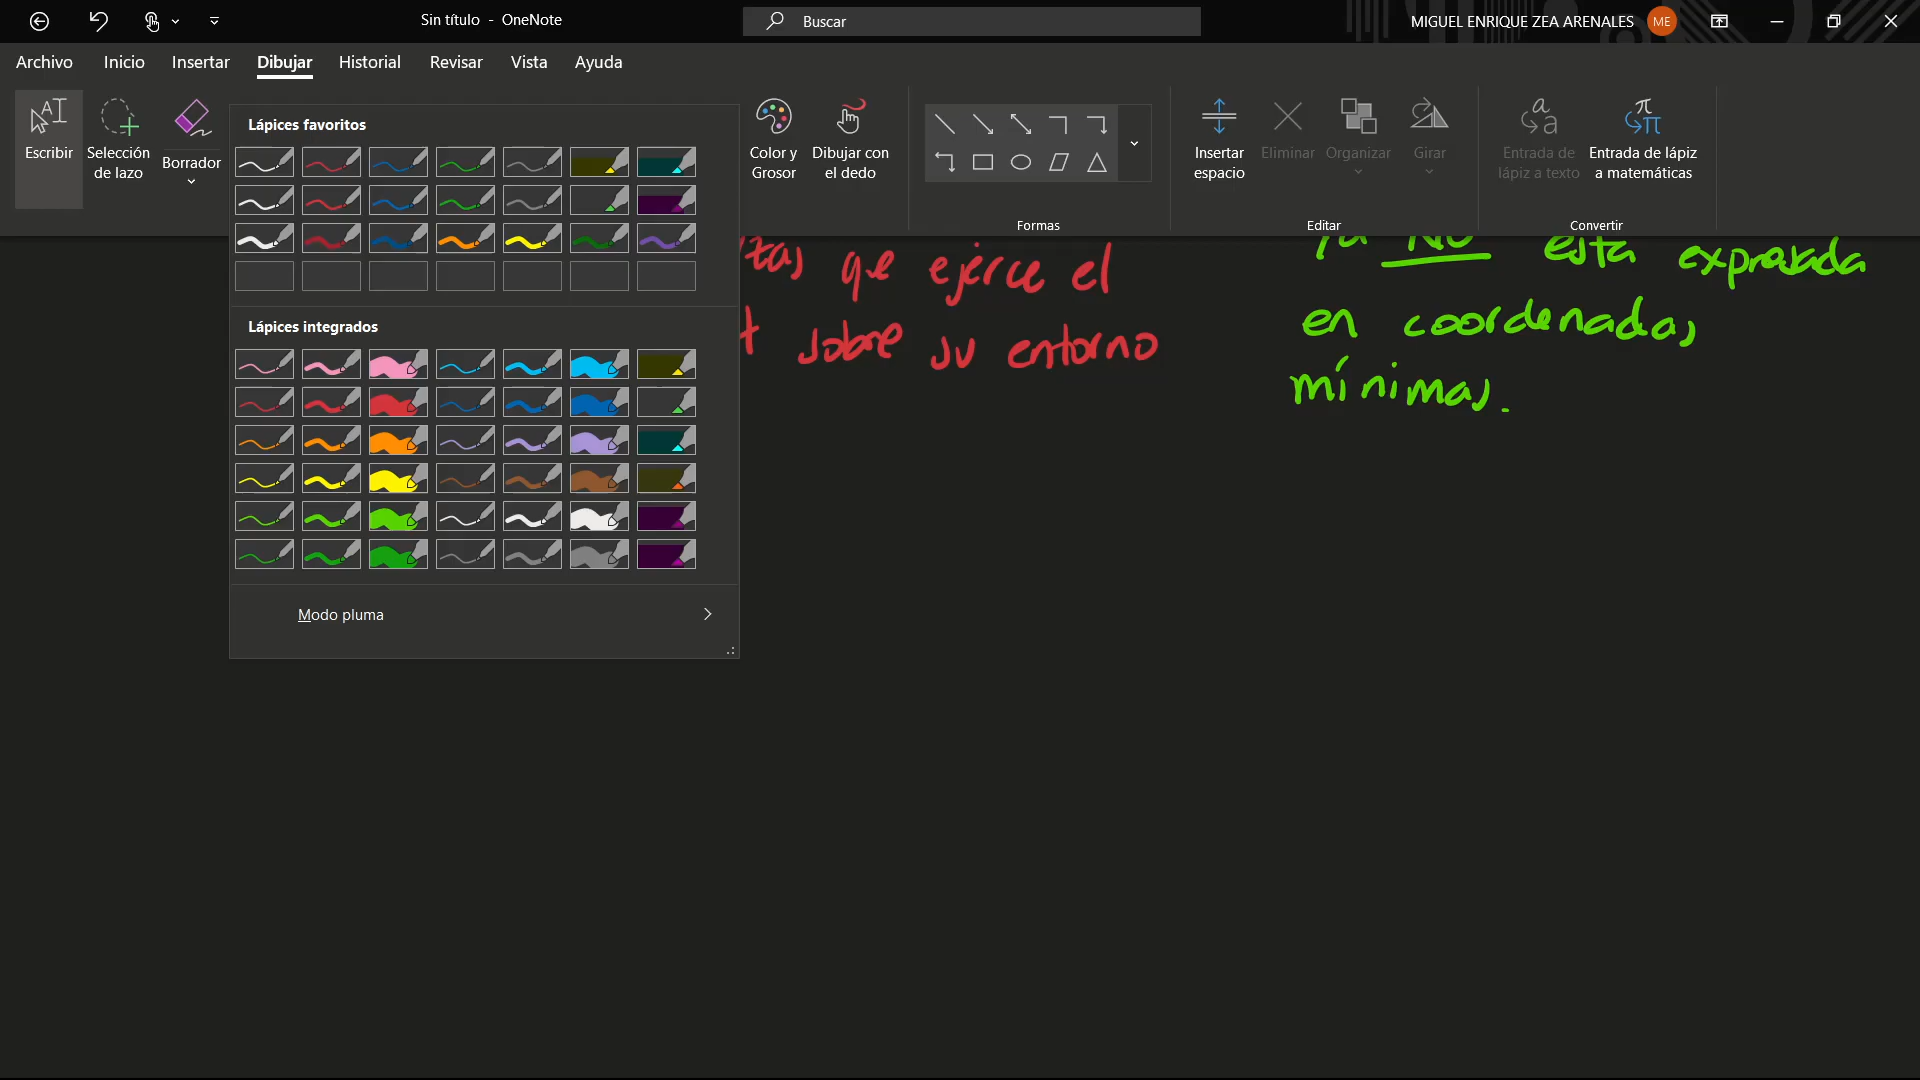 Sin título - OneNote
Buscar
MIGUEL ENRIQUE ZEA ARENALES
ME
Archivo
Inicio
Insertar
Dibujar
Historial
Revisar
Vista
Ayuda
Escribir
Selección
de lazo
Borrador
Lápices favoritos
Lápices integrados
Modo pluma
Color y
Grosor
Dibujar con
el dedo
Formas
Insertar
espacio
Eliminar
Organizar
Girar
Editar
Entrada de
lápiz a texto
Entrada de lápiz
a matemáticas
Convertir
que ejerce el
sobre su entorno
ya NO esta expresada
en coordenadas
mínimas.